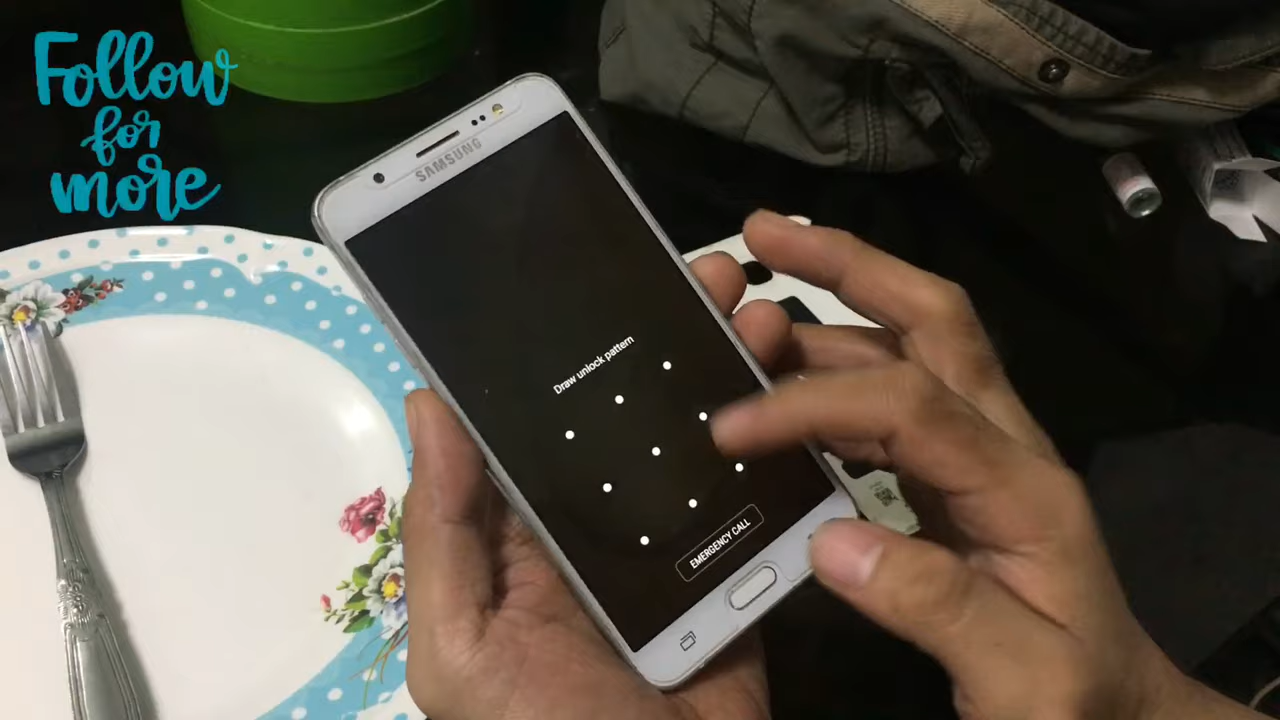 Follow
for
more
SAMSUNG
Draw unlock pattern
EMERGENCY CALL